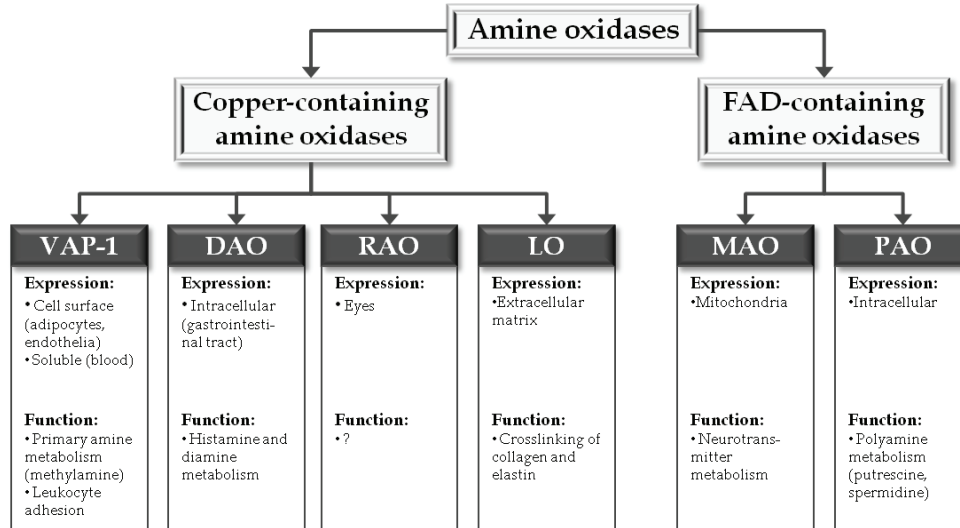 Amine oxidases
Copper-containing
amine oxidases
FAD-containing
amine oxidases
VAP-1
Expression:
• Cell surface
(adipocytes,
endothelia)
• Soluble (blood)
Function:
• Primary amine
metabolism
(methylamine)
• Leukocyte
adhesion
DAO
Expression:
• Intracellular
(gastrointesti-
nal tract)
Function:
• Histamine and
diamine
metabolism
RAO
Expression:
• Eyes
Function:
• ?
LO
Expression:
•Extracellular
matrix
Function:
• Crosslinking of
collagen and
elastin
MAO
Expression:
•Mitochondria
Function:
• Neurotrans-
mitter
metabolism
PAO
Expression:
•Intracellular
Function:
• Polyamine
metabolism
(putrescine,
spermidine)